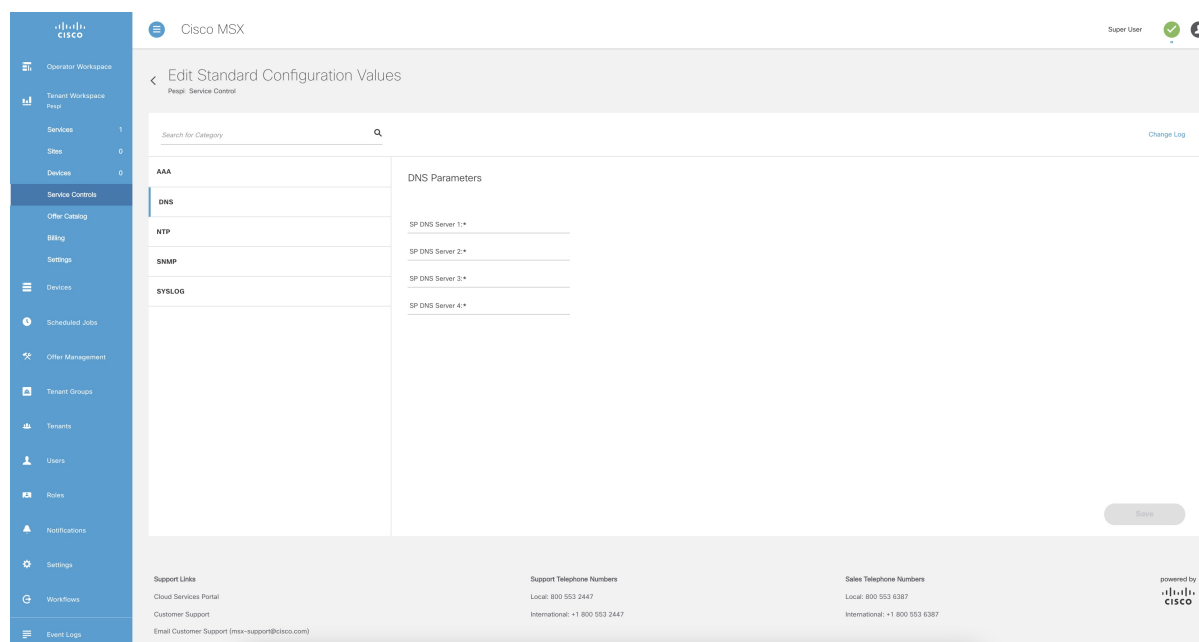 CISCO
Cisco MSX
Super User
Operator Workspace
Tenant Workspace
Pespi
Services 1
Sites 0
Devices 0
Service Controls
Offer Catalog
Billing
Settings
Devices
Scheduled Jobs
Offer Management
Tenant Groups
Tenants
Users
Roles
Notifications
Settings
Workflows
Event Logs
Edit Standard Configuration Values
Pespi: Service Control
Search for Category
Change Log
AAA
DNS
NTP
SNMP
SYSLOG
DNS Parameters
SP DNS Server 1:*
SP DNS Server 2:*
SP DNS Server 3:*
SP DNS Server 4:*
Save
Support Links
Cloud Services Portal
Customer Support
Email Customer Support (msx-support@cisco.com)
Support Telephone Numbers
Local: 800 553 2447
International: +1 800 553 2447
Sales Telephone Numbers
Local: 800 553 6387
International: +1 800 553 6387
powered by
CISCO